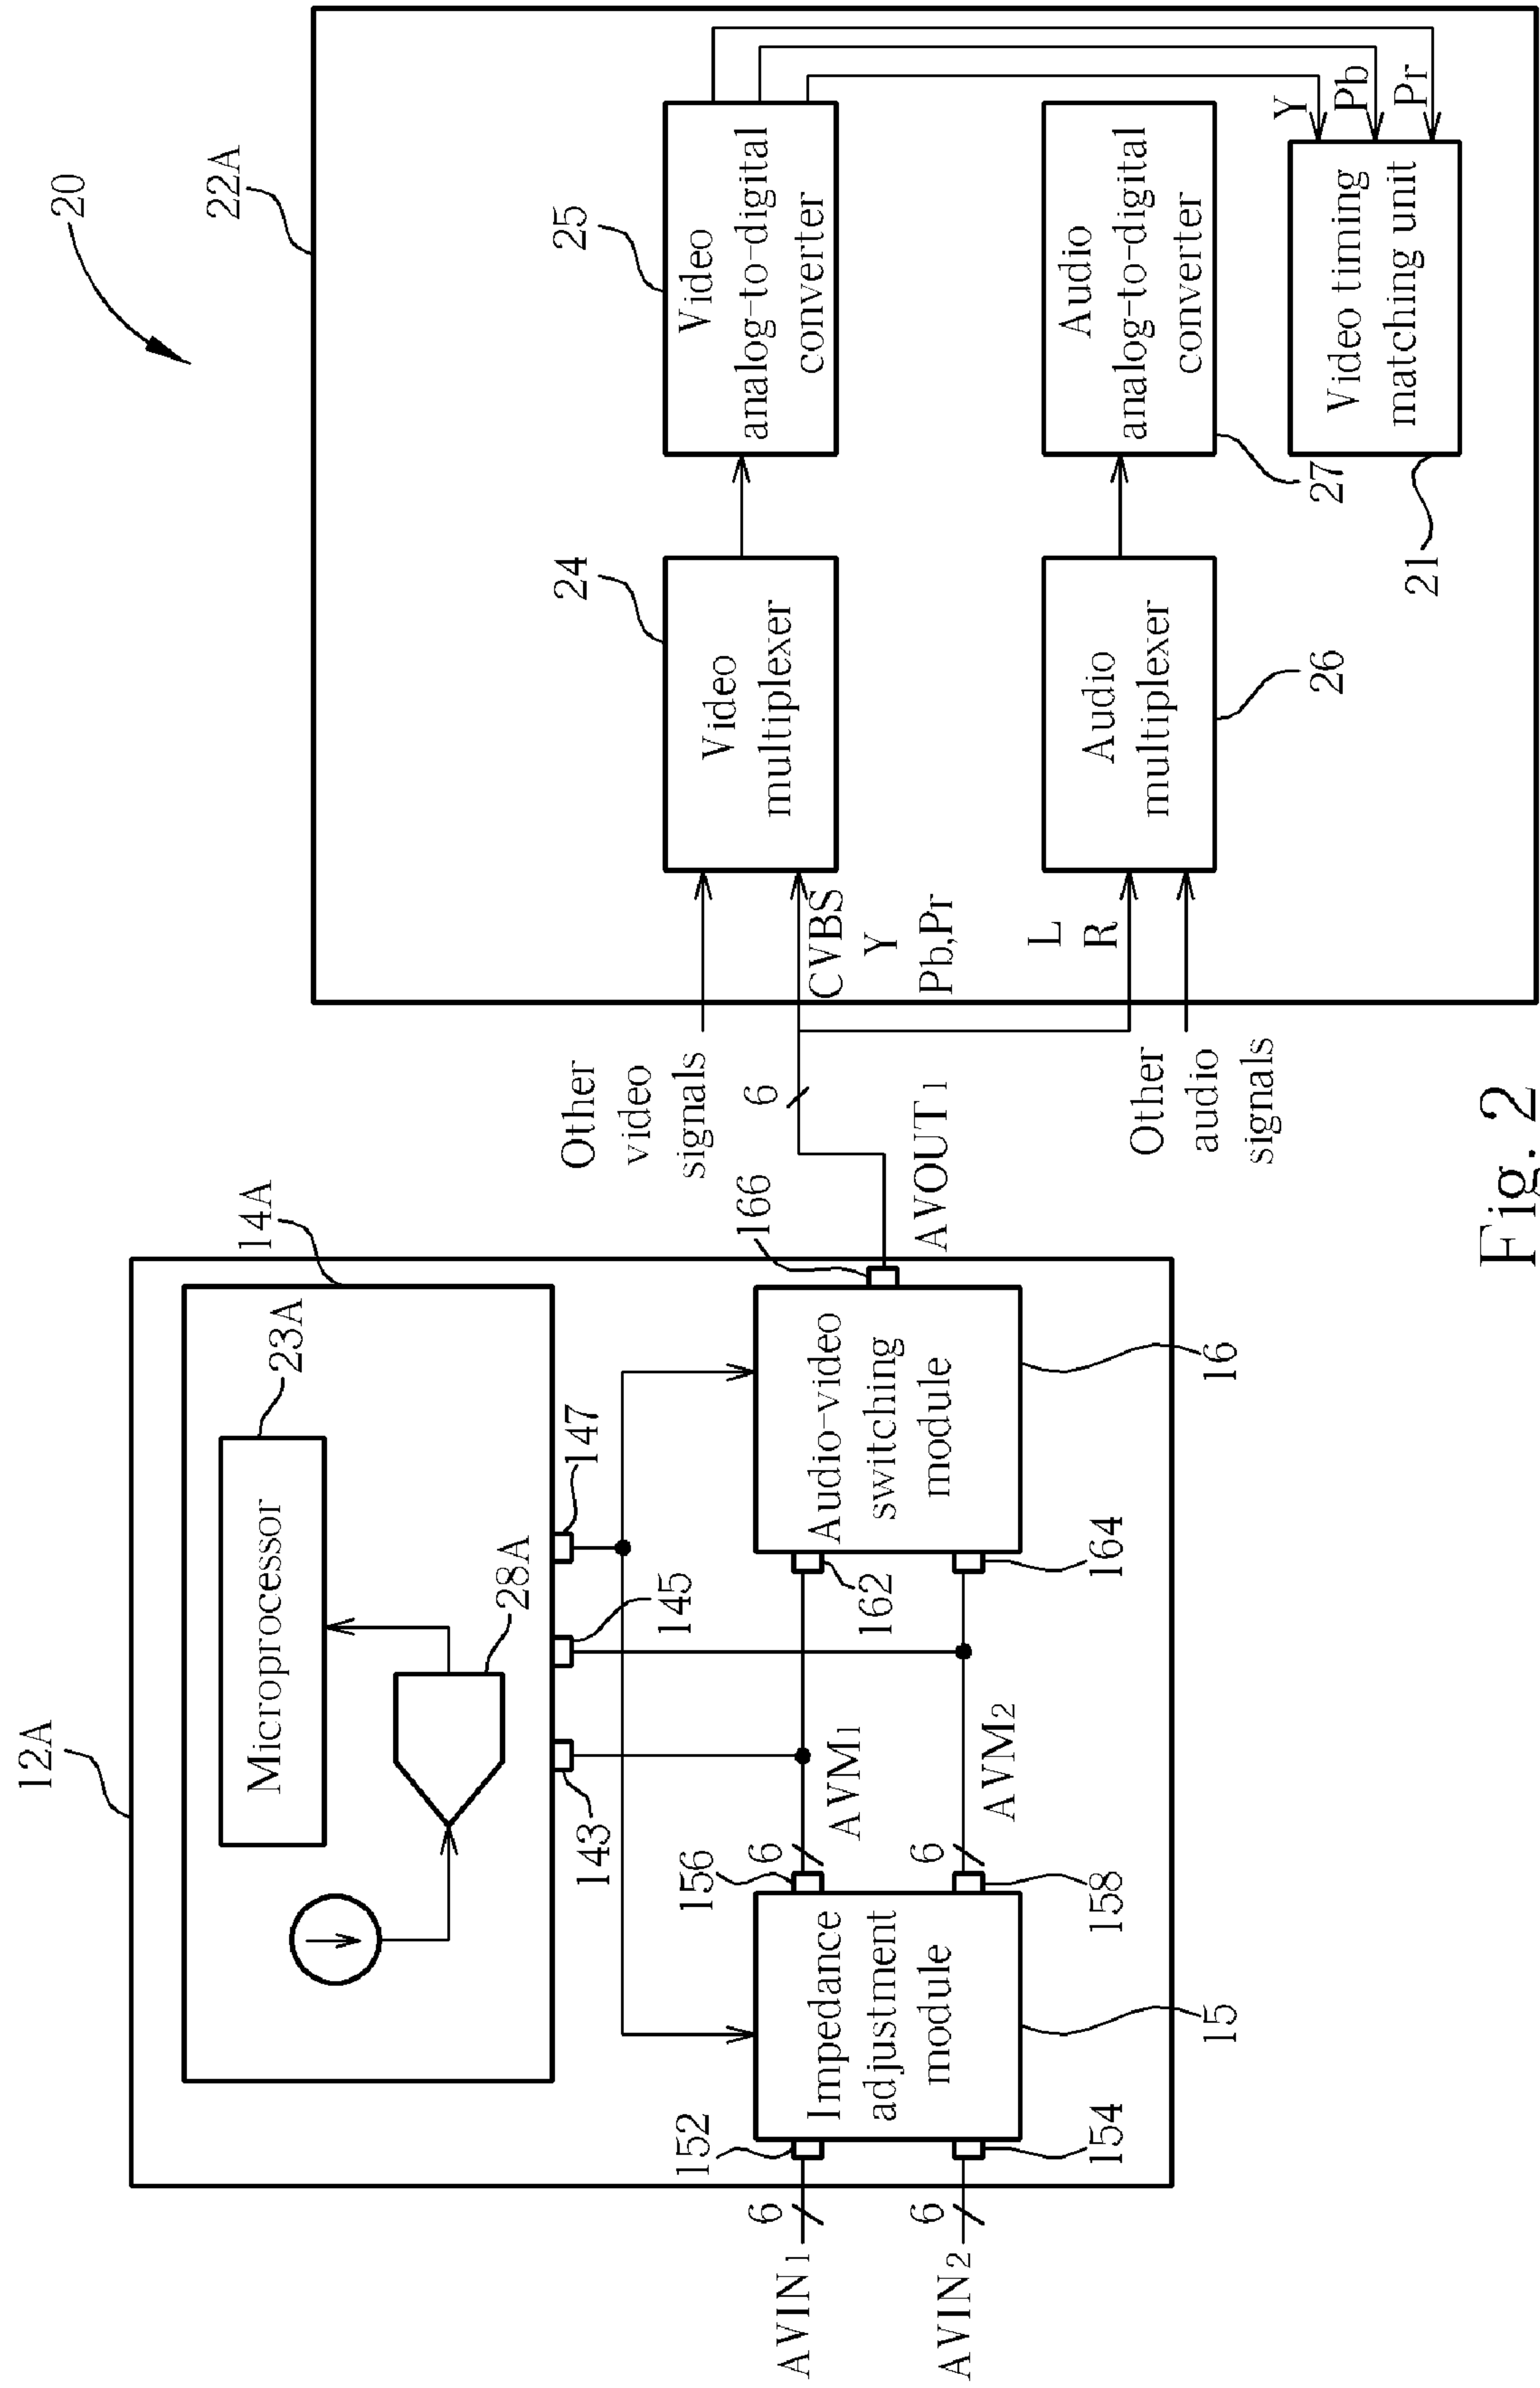 20
12A
22A
14A
23A
Microprocessor
28A
143
145
147
152
156
162
166
AVIN1
6
AVIN2
6
154
Impedance
adjustment
module
15
6
AVM1
6
AVM2
158
Audio-video
switching
module
164
16
AVOUT1
6
Other
video
signals
CVBS
Y
Pb,Pr
L
R
Other
audio
signals
24
Video
multiplexer
25
Video
analog-to-digital
converter
Audio
multiplexer
26
Audio
analog-to-digital
converter
27
Y
Pb
Pr
Video timing
matching unit
21
Fig. 2